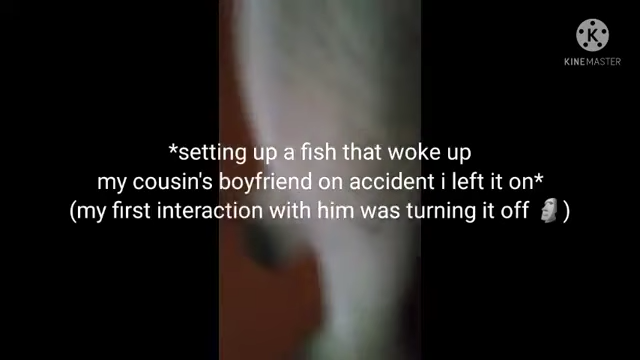 KINEMASTER
*setting up a fish that woke up
my cousin's boyfriend on accident i left it on*
(my first interaction with him was turning it off 🗿)